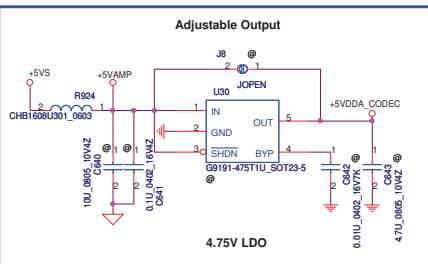 Adjustable Output
J8 @
2 1
JOPEN
+5VS
+5VAMP
R924
2 1
CHB1608U301_0603
U30
1 IN
2 GND
3 SHDN
OUT 5
BYP 4
G9191-475T1U_SOT23-5
@
+5VDDA_CODEC
1 @
2
C640
10U_0805_10V4Z
1 @
2
C641
0.1U_0402_16V4Z
1
2
C642
0.01U_0402_16V7K
1 @
2
C643
4.7U_0805_10V4Z
4.75V LDO